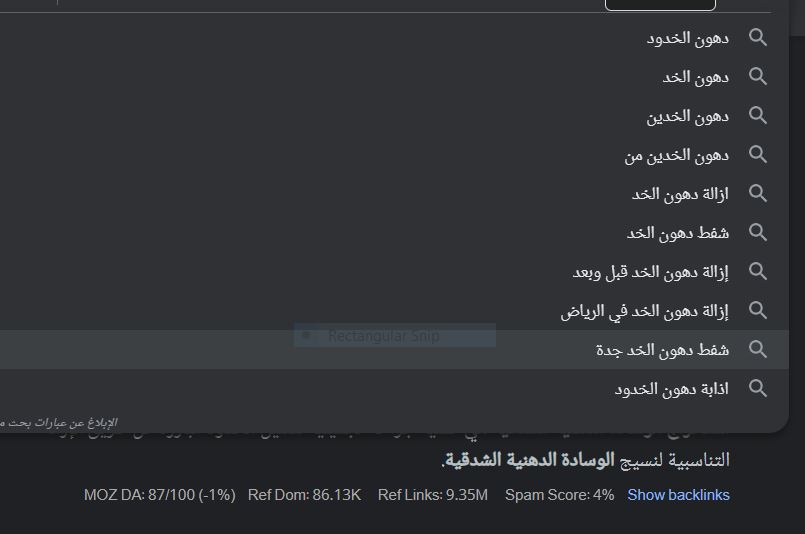 دهون الخدود
دهون الخد
دهون الخدين
دهون الخدين من
ازالة دهون الخد
شفط دهون الخد
إزالة دهون الخد قبل وبعد
إزالة دهون الخد في الرياض
Rectangular Snip
شفط دهون الخد جدة
اذابة دهون الخدود
الإبلاغ عن عبارات بحث
التناسبية لنسيج الوسادة الدهنية الشدقية.
MOZ DA: 87/100 (-1%) Ref Dom: 86.13K Ref Links: 9.35M Spam Score: 4% Show backlinks